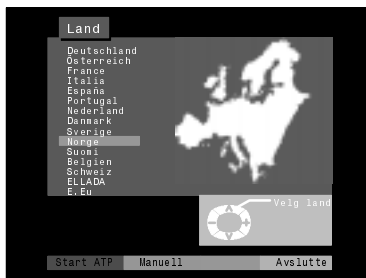 Land
Deutschland
Österreich
France
Italia
España
Portugal
Nederland
Danmark
Sverige
Norge
Suomi
Belgien
Schweiz
ELLADA
E.Eu
Velg land
Start ATP Manuell Avslutte